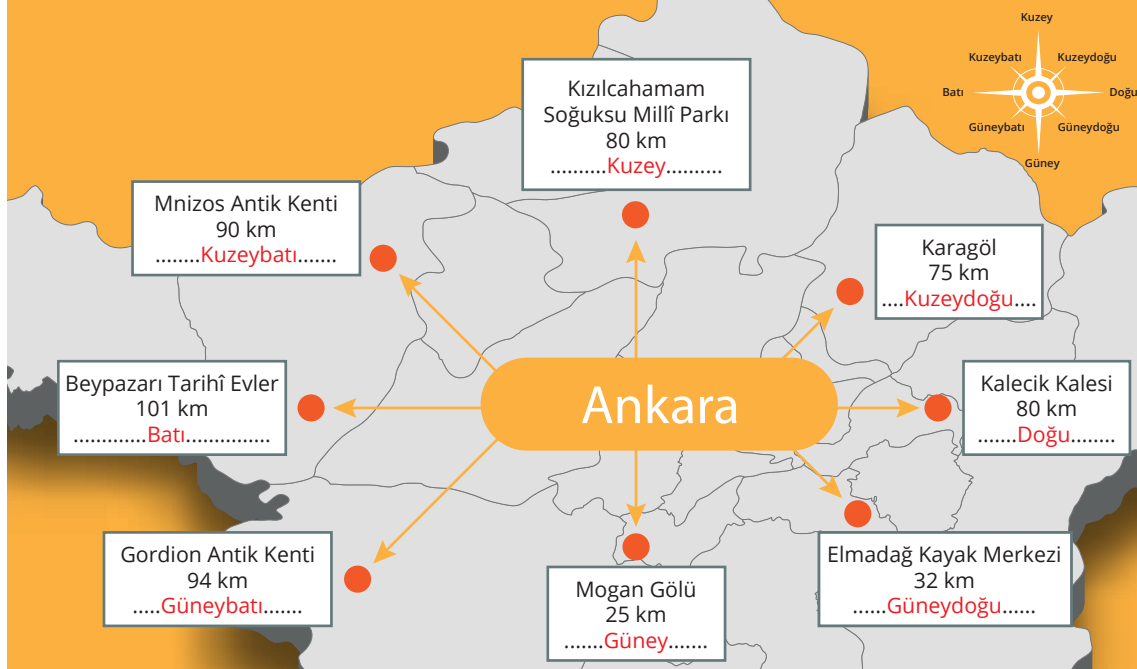 Kuzey
Kuzeybatı Kuzeydoğu
Batı Doğu
Güneybatı Güneydoğu
Güney
Kızılcahamam
Soğuksu Millî Parkı
80 km
..........Kuzey..........
Mnizos Antik Kenti
90 km
........Kuzeybatı.......
Karagöl
75 km
....Kuzeydoğu....
Beypazarı Tarihî Evler
101 km
.............Batı...............
Ankara
Kalecik Kalesi
80 km
.......Doğu........
Gordion Antik Kenti
94 km
.....Güneybatı.......
Mogan Gölü
25 km
.......Güney.......
Elmadağ Kayak Merkezi
32 km
......Güneydoğu......